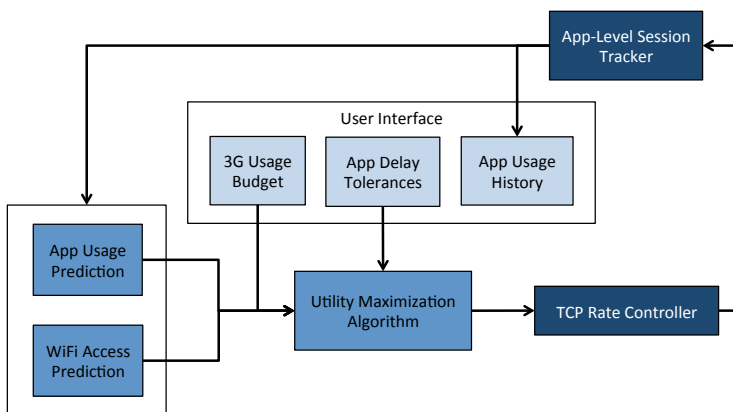 App-Level Session
Tracker
User Interface
3G Usage
Budget
App Delay
Tolerances
App Usage
History
App Usage
Prediction
Utility Maximization
Algorithm
TCP Rate Controller
WiFi Access
Prediction